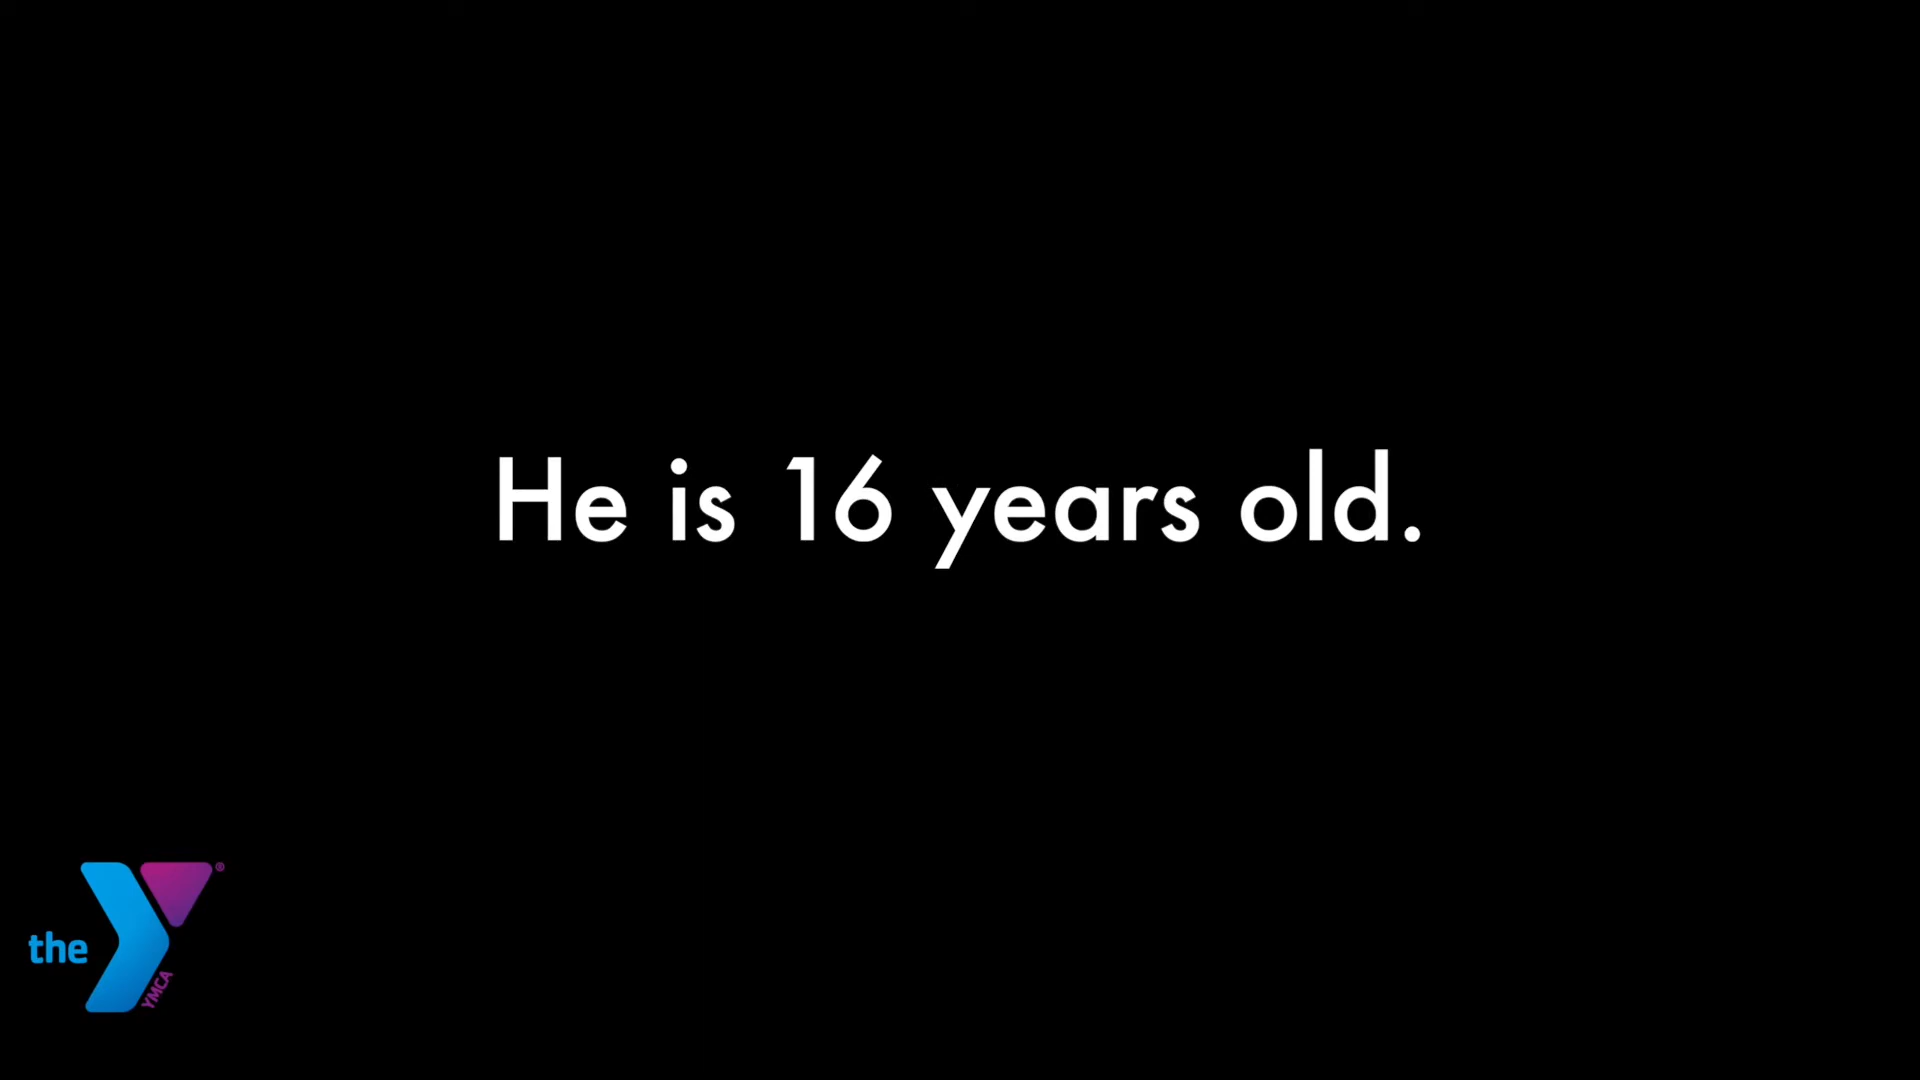 He is 16 years old.
the
YMCA